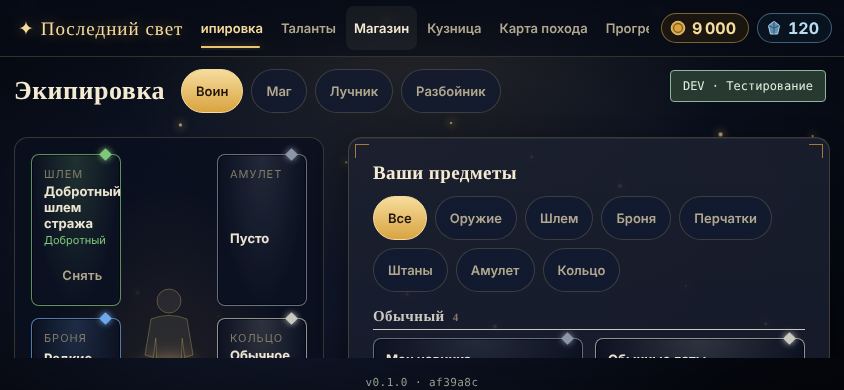 ✦ Последний свет
ипировка
Таланты
Магазин
Кузница
Карта похода
9 000
120
Экипировка
Воин
Маг
Лучник
Разбойник
DEV · Тестирование
ШЛЕМ
Добротный
шлем
стража
Добротный
Снять
АМУЛЕТ
Пусто
БРОНЯ
КОЛЬЦО
Обычное
Ваши предметы
Все
Оружие
Шлем
Броня
Перчатки
Штаны
Амулет
Кольцо
Обычный 4
v0.1.0 · af39a8c